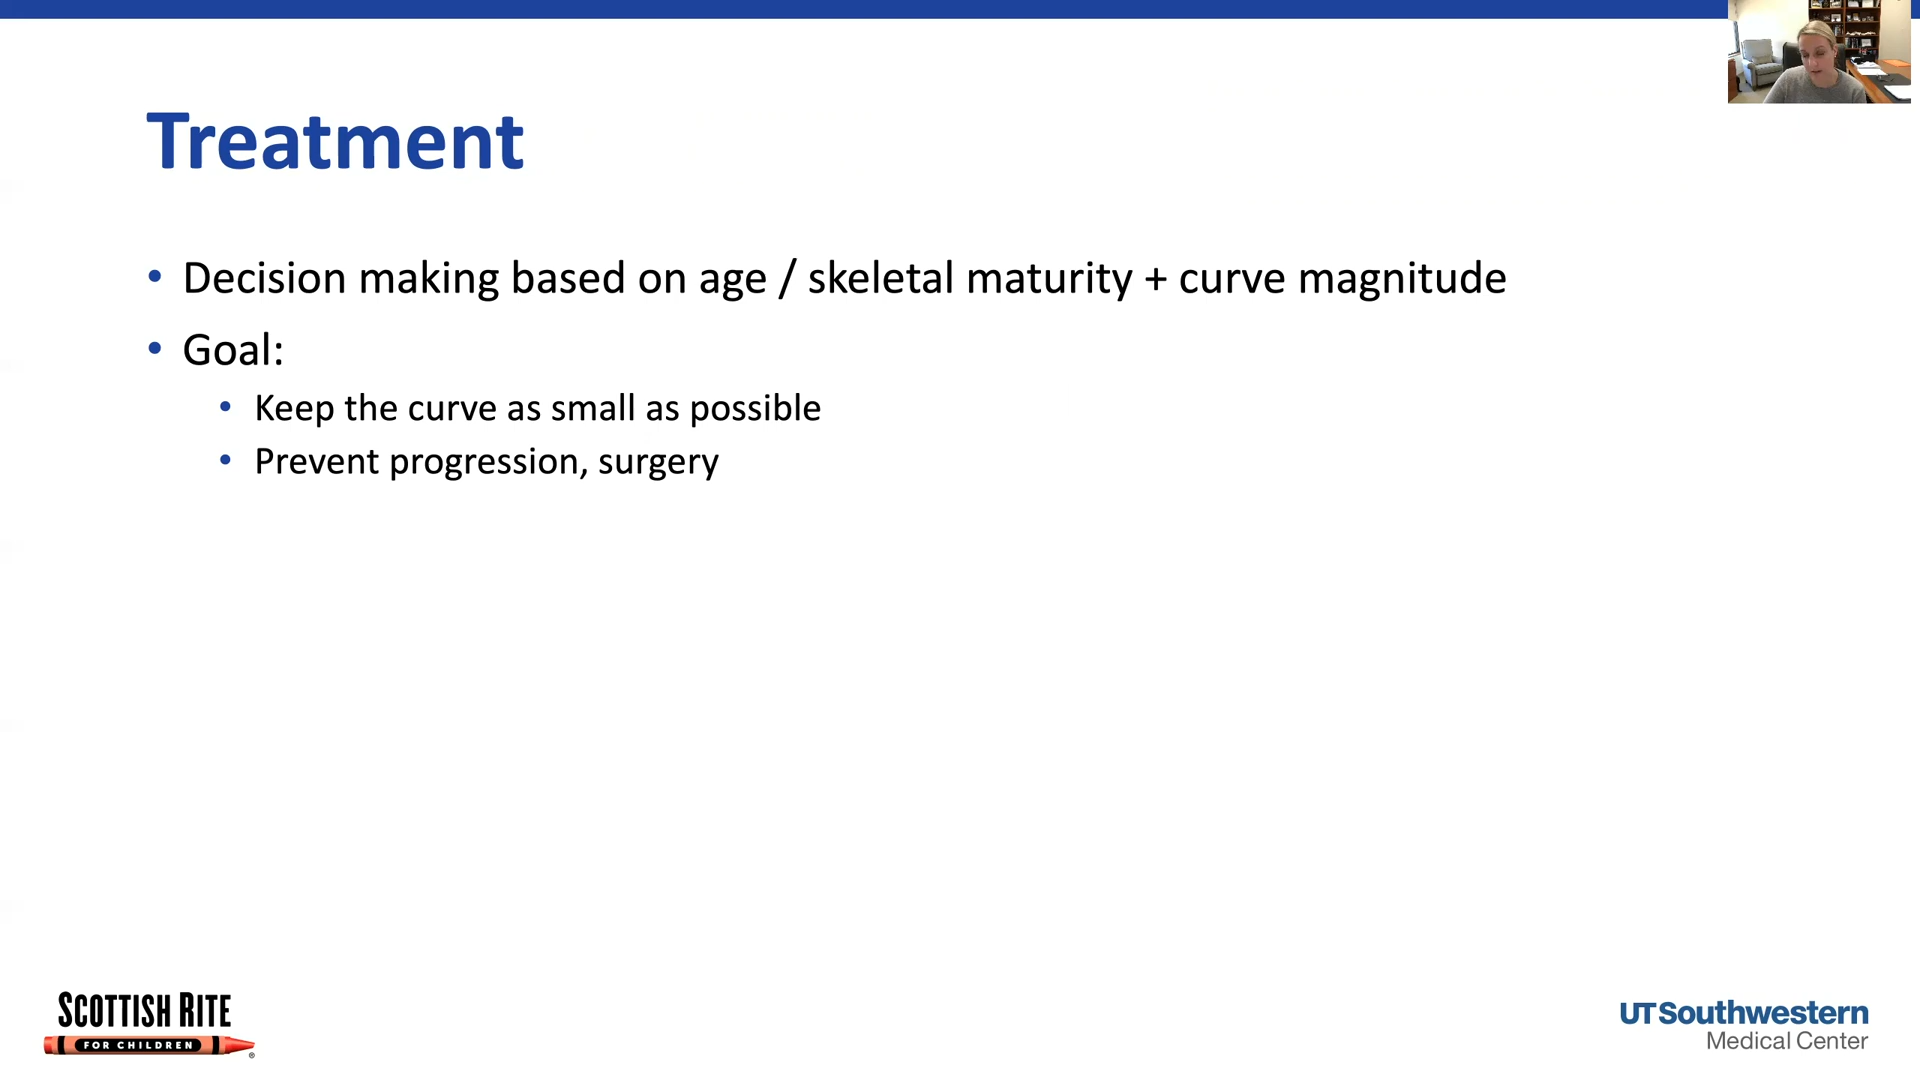 Treatment
• Decision making based on age / skeletal maturity + curve magnitude
• Goal:
• Keep the curve as small as possible
• Prevent progression, surgery
SCOTTISH RITE
FOR CHILDREN
®
UTSouthwestern
Medical Center